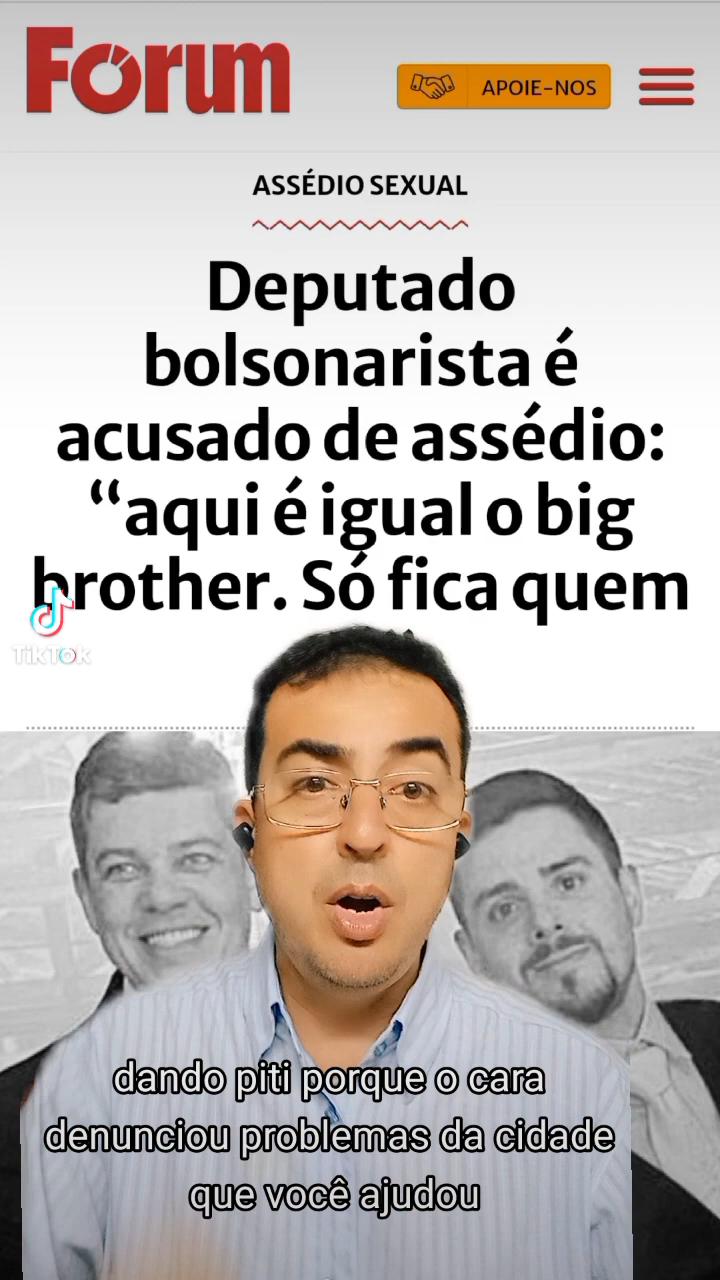 Fórum
APOIE-NOS
ASSÉDIO SEXUAL
Deputado
bolsonarista é
acusado de assédio:
“aqui é igual o big
brother. Só fica quem
TikTok
dando piti porque o cara
denunciou problemas da cidade
que você ajudou